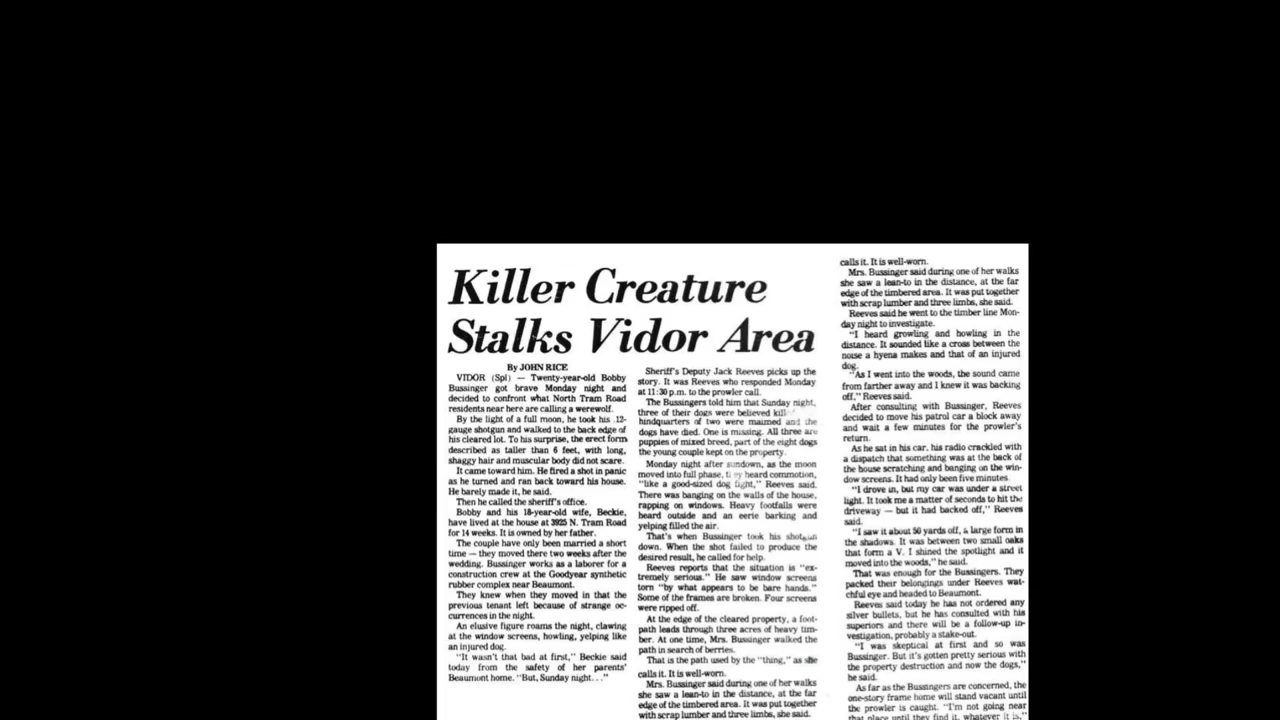 Killer Creature
Stalks Vidor Area
By JOHN RICE
VIDOR (Spl) — Twenty-year-old Bobby
Bussinger got brave Monday night and
decided to confront what North Tram Road
residents near here are calling a werewolf.
By the light of a full moon, he took his .12-
gauge shotgun and walked to the back edge of
his cleared lot. To his surprise, the erect form
described as taller than 6 feet, with long,
shaggy hair and muscular body did not scare.
It came toward him. He fired a shot in panic
as he turned and ran back toward his house.
He barely made it, he said.
Then he called the sheriff's office.
Bobby and his 18-year-old wife, Beckie,
have lived at the house at 3925 N. Tram Road
for 14 weeks. It is owned by her father.
The couple have only been married a short
time — they moved there two weeks after the
wedding. Bussinger works as a laborer for a
construction crew at the Goodyear synthetic
rubber complex near Beaumont.
They knew when they moved in that the
previous tenant left because of strange oc-
currences in the night.
An elusive figure roams the night, clawing
at the window screens, howling, yelping like
an injured dog.
"It wasn't that bad at first," Beckie said
today from the safety of her parents'
Beaumont home. "But, Sunday night. . ."
Sheriff's Deputy Jack Reeves picks up the
story. It was Reeves who responded Monday
at 11:30 p.m. to the prowler call.
The Bussingers told him that Sunday night,
three of their dogs were believed
hindquarters of two were maimed and the
dogs have died. One is missing. All three are
puppies of mixed breed, part of the eight dogs
the young couple kept on the property.
Monday night after sundown, as the moon
moved into full phase, they heard commotion,
"like a good-sized dog fight," Reeves said.
There was banging on the walls of the house,
rapping on windows. Heavy footfalls were
heard outside and an eerie barking and
yelping filled the air.
That's when Bussinger took his shotgun
down. When the shot failed to produce the
desired result, he called for help.
Reeves reports that the situation is "ex-
tremely serious." He saw window screens
torn "by what appears to be bare hands."
Some of the frames are broken. Four screens
were ripped off.
At the edge of the cleared property, a foot-
path leads through three acres of heavy tim-
ber. At one time, Mrs. Bussinger walked the
path in search of berries.
That is the path used by the "thing," as she
calls it. It is well-worn.
Mrs. Bussinger said during one of her walks
she saw a lean-to in the distance, at the far
edge of the timbered area. It was put together
with scrap lumber and three limbs, she said.
calls it. It is well-worn.
Mrs. Bussinger said during one of her walks
she saw a lean-to in the distance, at the far
edge of the timbered area. It was put together
with scrap lumber and three limbs, she said.
Reeves said he went to the timber line Mon-
day night to investigate.
"I heard growling and howling in the
distance. It sounded like a cross between the
noise a hyena makes and that of an injured
dog.
"As I went into the woods, the sound came
from farther away and I knew it was backing
off," Reeves said.
After consulting with Bussinger, Reeves
decided to move his patrol car a block away
and wait a few minutes for the prowler's
return.
As he sat in his car, his radio crackled with
a dispatch that something was at the back of
the house scratching and banging on the win-
dow screens. It had only been five minutes.
"I drove in, but my car was under a street
light. It took me a matter of seconds to hit the
driveway — but it had backed off," Reeves
said.
"I saw it about 50 yards off, a large form in
the shadows. It was between two small oaks
that form a V. I shined the spotlight and it
moved into the woods," he said.
That was enough for the Bussingers. They
packed their belongings under Reeves wat-
chful eye and headed to Beaumont.
Reeves said today he has not ordered any
silver bullets, but he has consulted with his
superiors and there will be a follow-up in-
vestigation, probably a stake-out.
"I was skeptical at first and so was
Bussinger. But it's gotten pretty serious with
the property destruction and now the dogs,"
he said.
As far as the Bussingers are concerned, the
one-story frame home will stand vacant until
the prowler is caught. "I'm not going near
that place until they find it, whatever it is,"